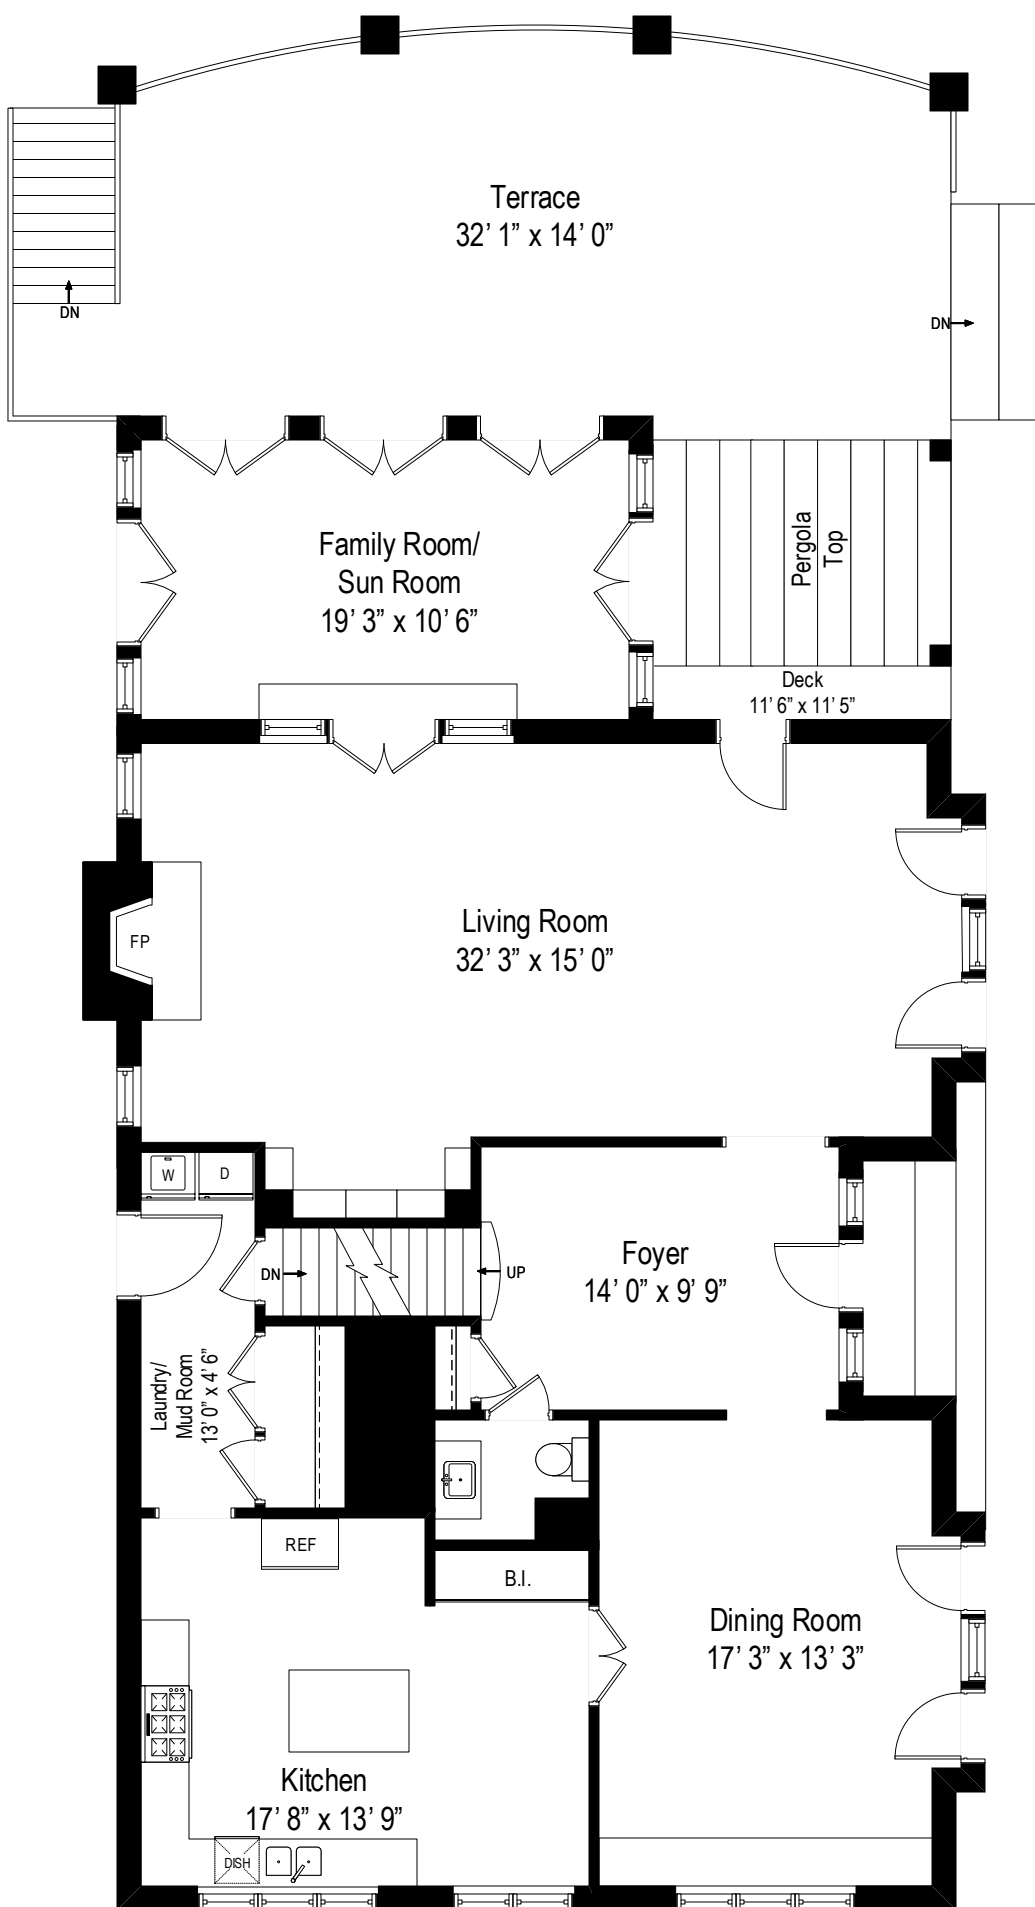 Terrace
32’ 1” x 14’ 0”
DN
DN
Family Room/
Sun Room
19’ 3” x 10’ 6”
Pergola
Top
Deck
11’ 6” x 11’ 5”
Living Room
32’ 3” x 15’ 0”
FP
W
D
Foyer
14’ 0” x 9’ 9”
DN
UP
Laundry/
Mud Room
13’ 0” x 4’ 6”
REF
B.I.
Dining Room
17’ 3” x 13’ 3”
Kitchen
17’ 8” x 13’ 9”
DISH